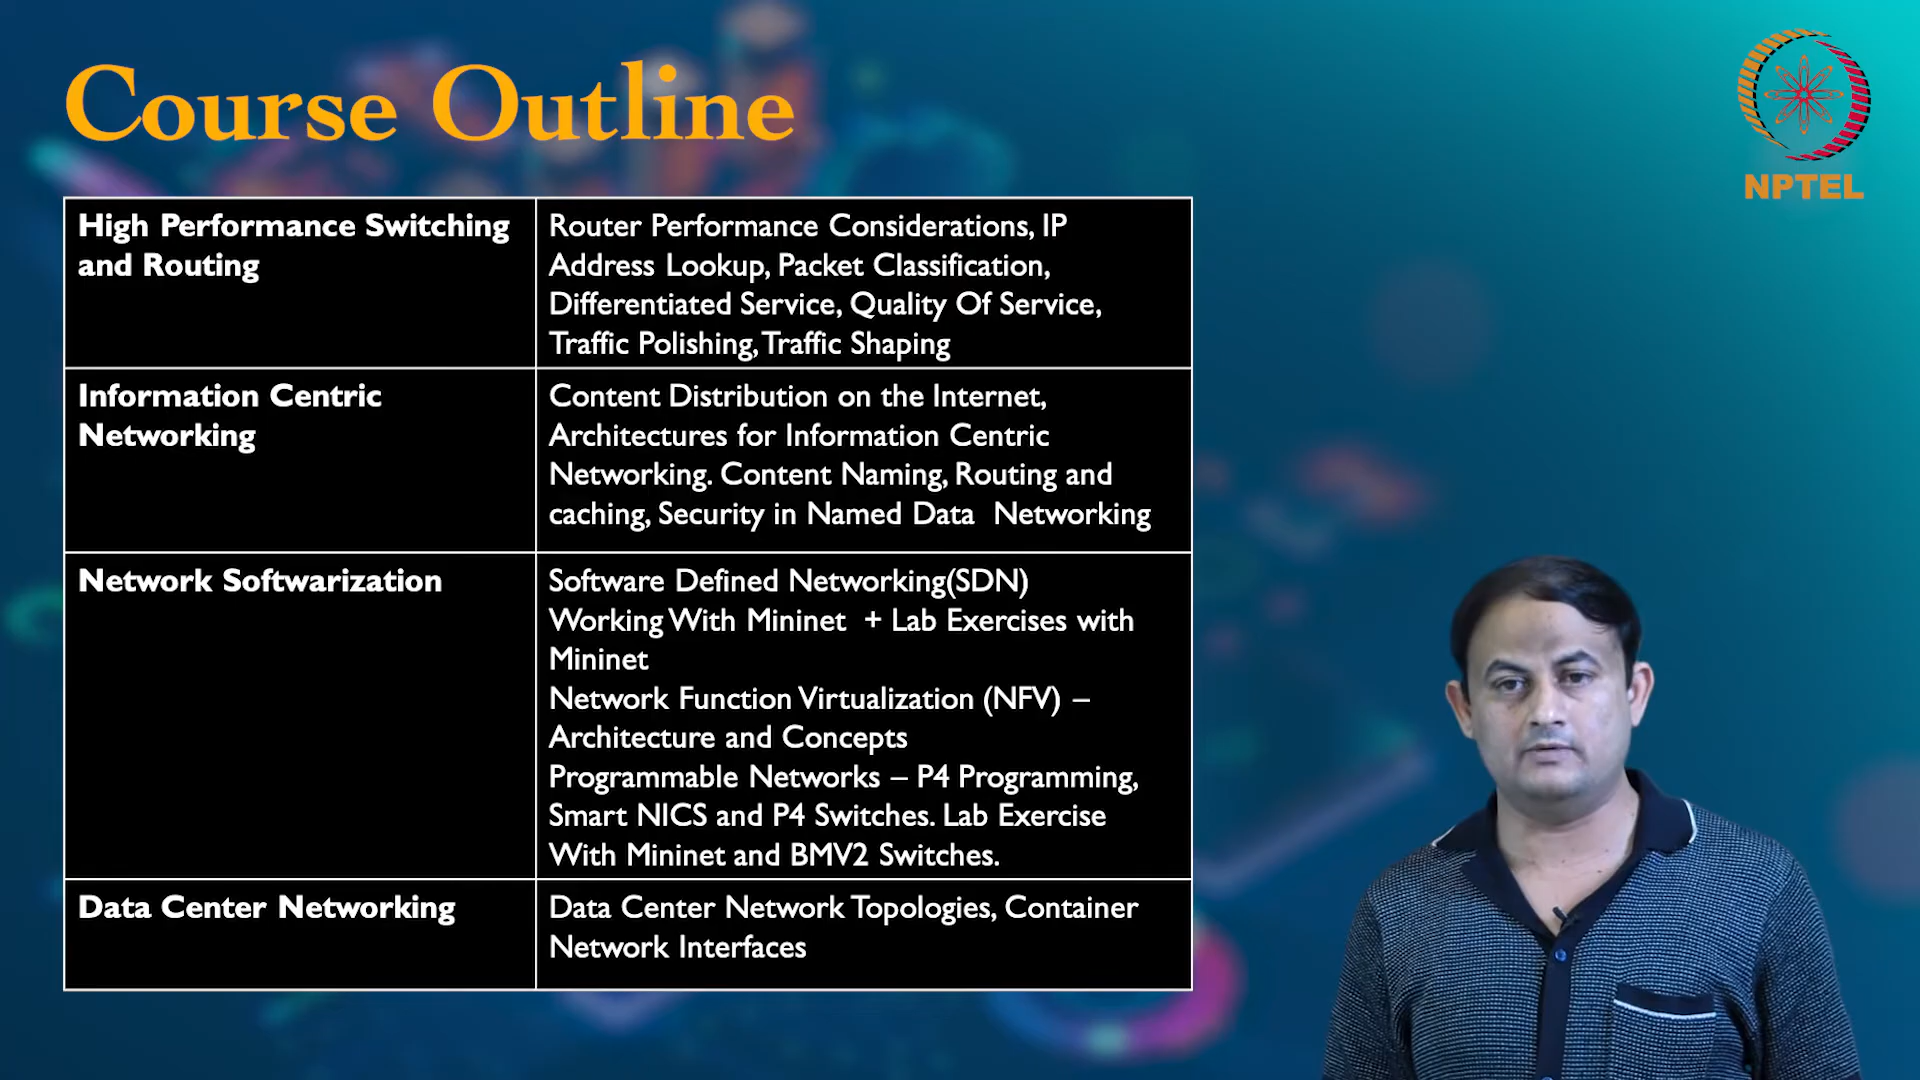 Course Outline
NPTEL
High Performance Switching
and Routing
Router Performance Considerations, IP
Address Lookup, Packet Classification,
Differentiated Service, Quality Of Service,
Traffic Polishing, Traffic Shaping
Information Centric
Networking
Content Distribution on the Internet,
Architectures for Information Centric
Networking. Content Naming, Routing and
caching, Security in Named Data Networking
Network Softwarization
Software Defined Networking(SDN)
Working With Mininet + Lab Exercises with
Mininet
Network Function Virtualization (NFV) –
Architecture and Concepts
Programmable Networks – P4 Programming,
Smart NICS and P4 Switches. Lab Exercise
With Mininet and BMV2 Switches.
Data Center Networking
Data Center Network Topologies, Container
Network Interfaces